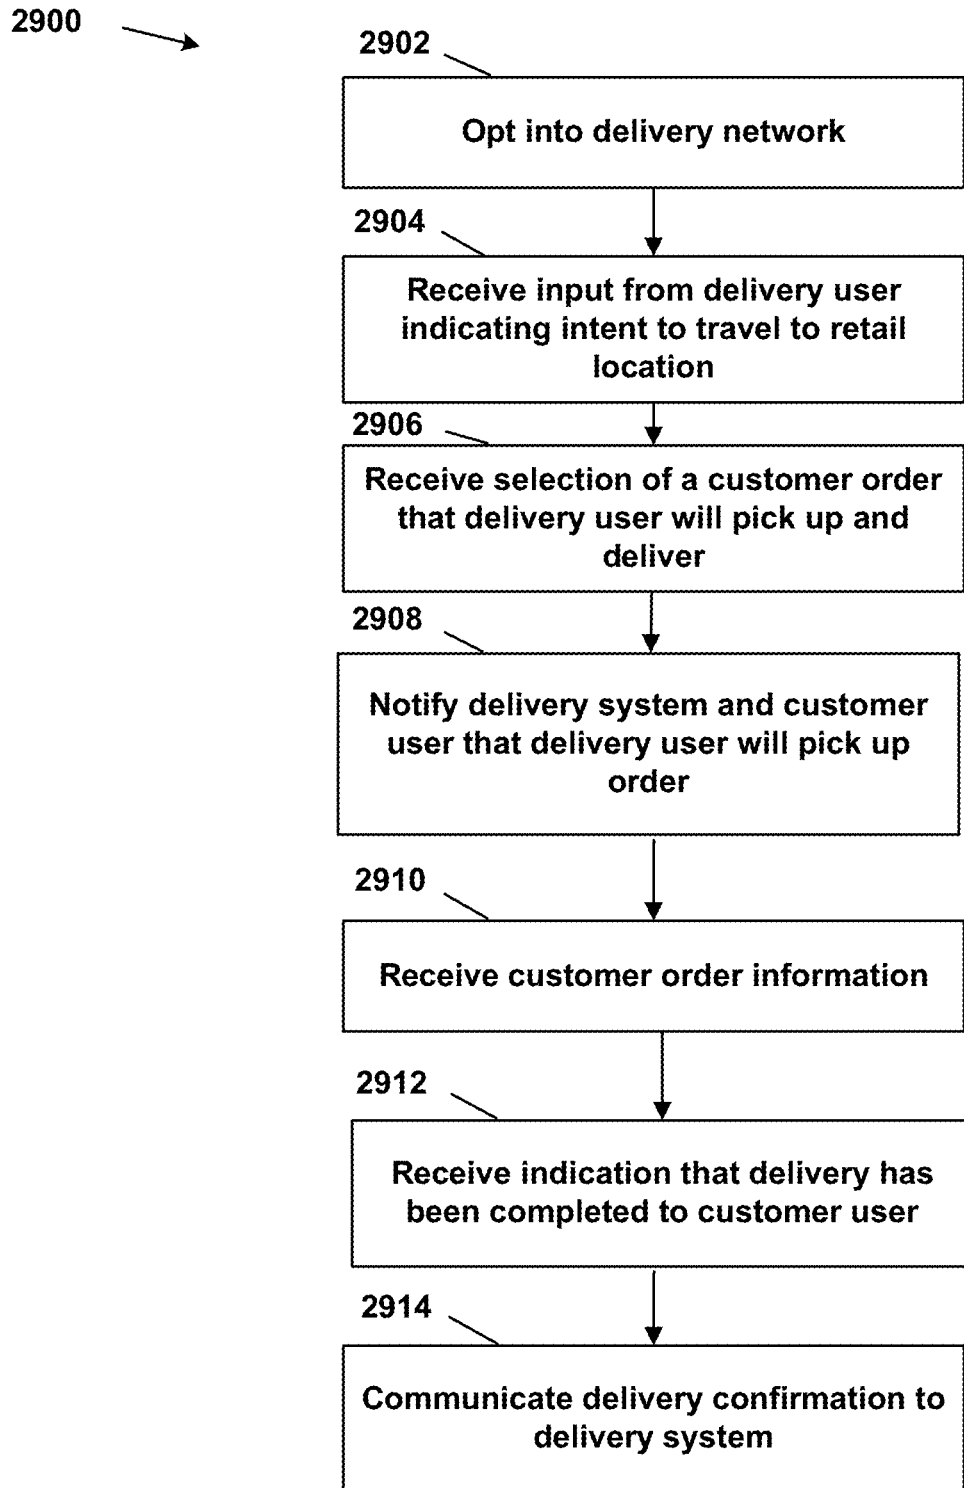 2900
2902
Opt into delivery network
2904
Receive input from delivery user
indicating intent to travel to retail
location
2906
Receive selection of a customer order
that delivery user will pick up and
deliver
2908
Notify delivery system and customer
user that delivery user will pick up
order
2910
Receive customer order information
2912
Receive indication that delivery has
been completed to customer user
2914
Communicate delivery confirmation to
delivery system